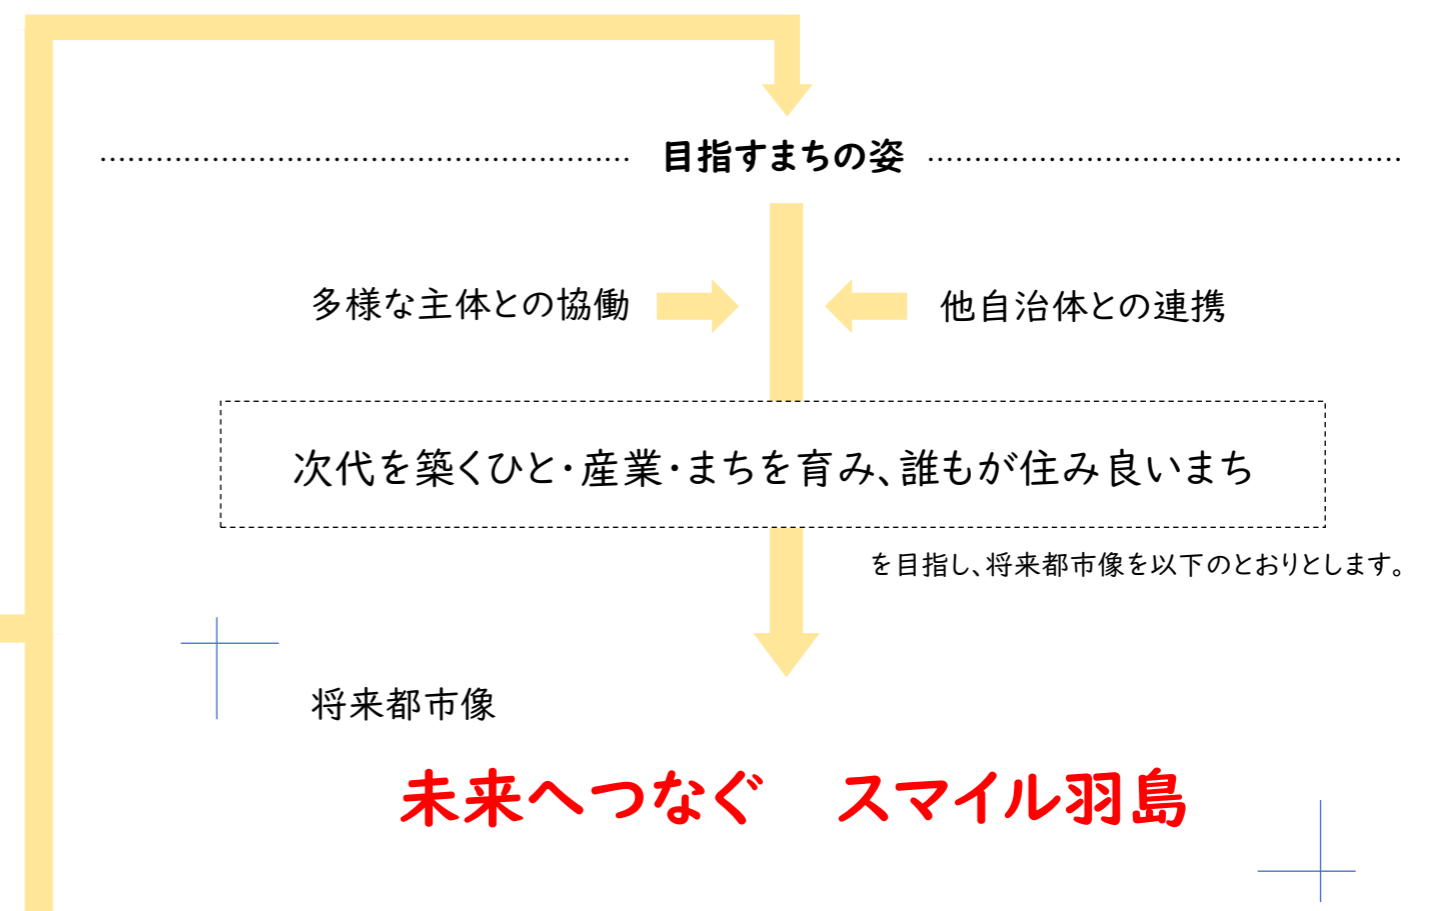 目指すまちの姿
多様な主体との協働
他自治体との連携
次代を築くひと・産業・まちを育み、誰もが住み良いまち
を目指し、将来都市像を以下のとおりとします。
将来都市像
未来へつなぐ　スマイル羽島